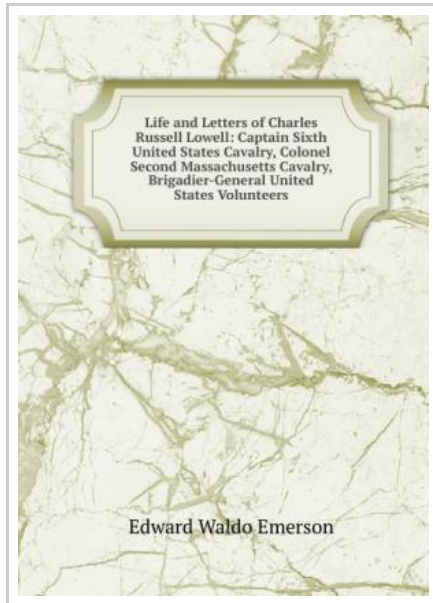 Life and Letters of Charles
Russell Lowell: Captain Sixth
United States Cavalry, Colonel
Second Massachusetts Cavalry,
Brigadier-General United
States Volunteers
Edward Waldo Emerson